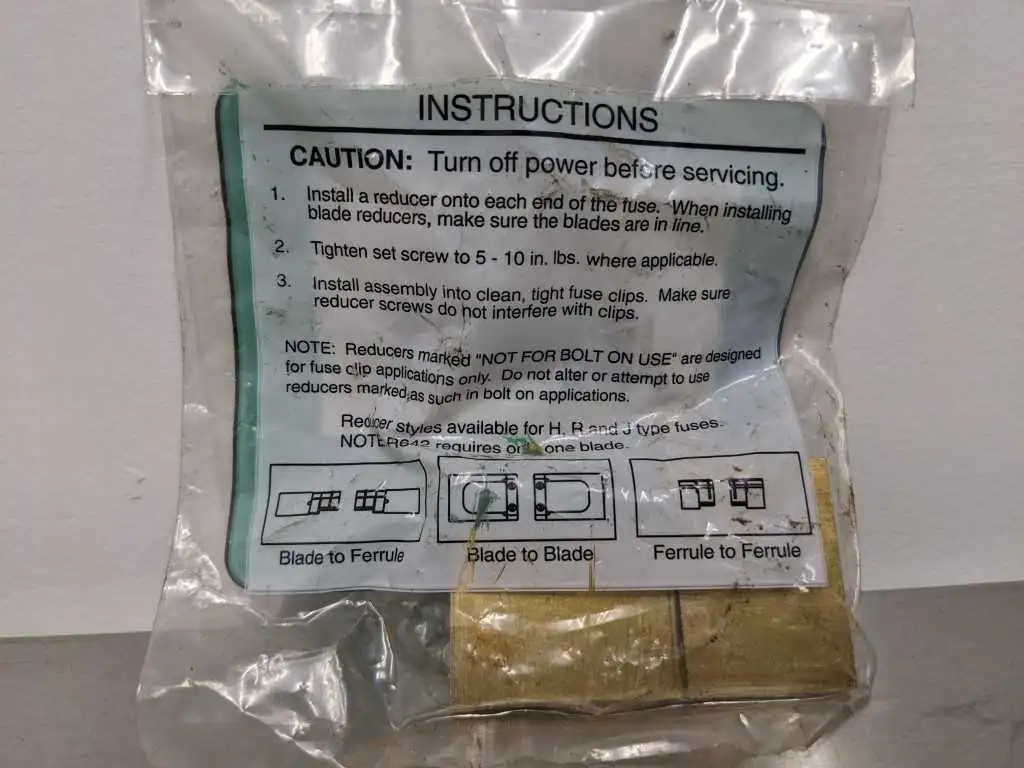 INSTRUCTIONS
CAUTION: Turn off power before servicing.
1. Install a reducer onto each end of the fuse. When installing
blade reducers, make sure the blades are in line.
2. Tighten set screw to 5 - 10 in. lbs. where applicable.
3. Install assembly into clean, tight fuse clips. Make sure
reducer screws do not interfere with clips.
NOTE: Reducers marked "NOT FOR BOLT ON USE" are designed
for fuse clip applications only. Do not alter or attempt to use
reducers marked as such in bolt on applications.
Reducer styles available for H, R and J type fuses.
NOTE R642 requires only one blade.
Blade to Ferrule
Blade to Blade
Ferrule to Ferrule